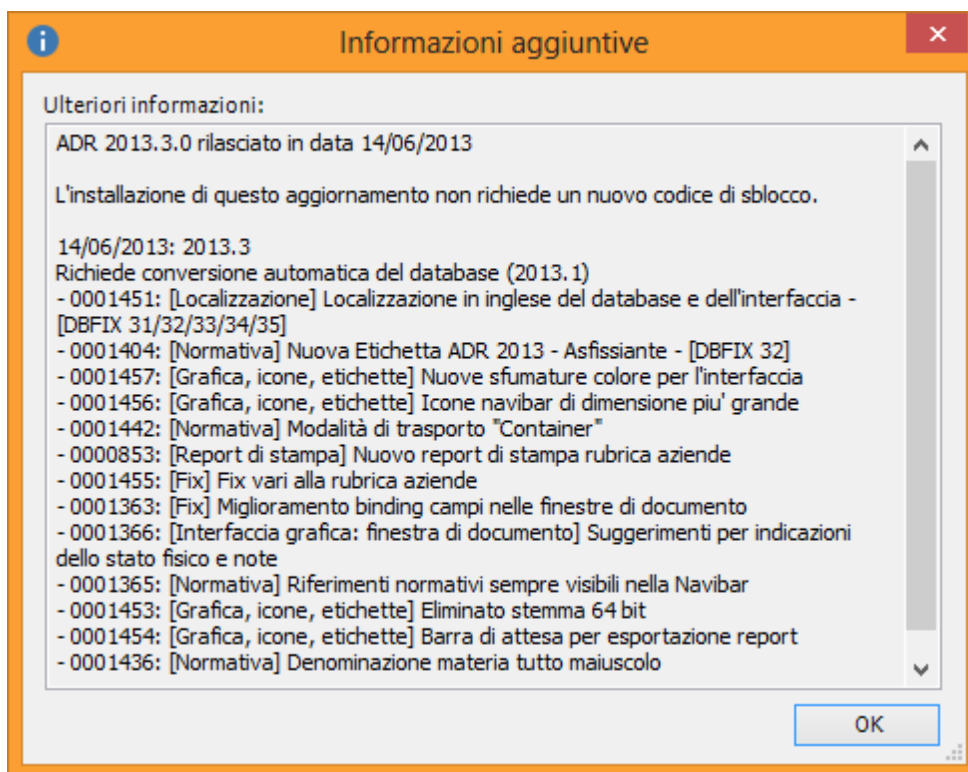 Informazioni aggiuntive
Ulteriori informazioni:
ADR 2013.3.0 rilasciato in data 14/06/2013
L'installazione di questo aggiornamento non richiede un nuovo codice di sblocco.
14/06/2013: 2013.3
Richiede conversione automatica del database (2013.1)
- 0001451: [Localizzazione] Localizzazione in inglese del database e dell'interfaccia -
[DBFIX 31/32/33/34/35]
- 0001404: [Normativa] Nuova Etichetta ADR 2013 - Asfissiante - [DBFIX 32]
- 0001457: [Grafica, icone, etichette] Nuove sfumature colore per l'interfaccia
- 0001456: [Grafica, icone, etichette] Icone navibar di dimensione piu' grande
- 0001442: [Normativa] Modalità di trasporto "Container"
- 0000853: [Report di stampa] Nuovo report di stampa rubrica aziende
- 0001455: [Fix] Fix vari alla rubrica aziende
- 0001363: [Fix] Miglioramento binding campi nelle finestre di documento
- 0001366: [Interfaccia grafica: finestra di documento] Suggerimenti per indicazioni
dello stato fisico e note
- 0001365: [Normativa] Riferimenti normativi sempre visibili nella Navibar
- 0001453: [Grafica, icone, etichette] Eliminato stemma 64 bit
- 0001454: [Grafica, icone, etichette] Barra di attesa per esportazione report
- 0001436: [Normativa] Denominazione materia tutto maiuscolo
OK